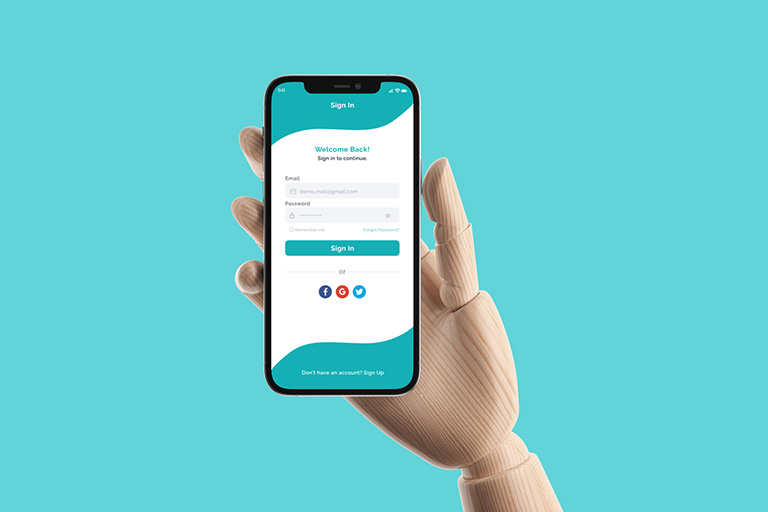 9:41
Sign In
Welcome Back!
Sign in to continue.
Email
demo.mail@gmail.com
Password
Remember me
Forgot Password?
Sign In
or
f G
Don't have an account? Sign Up